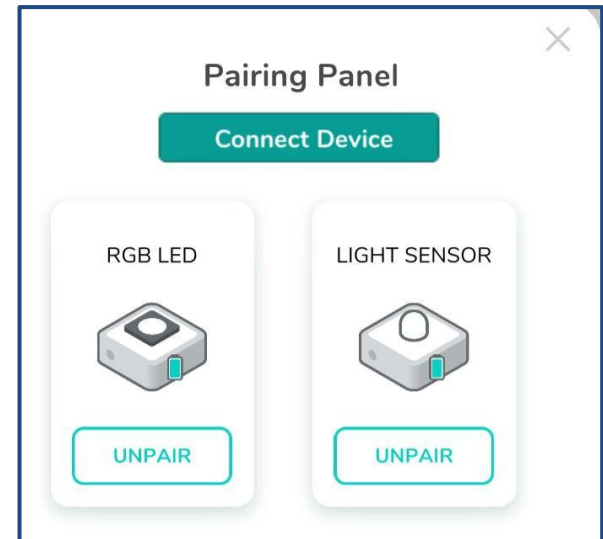 Pairing Panel
Connect Device
RGB LED
LIGHT SENSOR
UNPAIR
UNPAIR